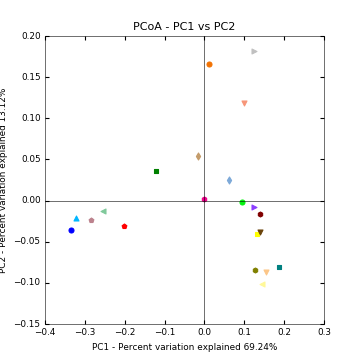 PCoA - PC1 vs PC2
PC2 - Percent variation explained 13.12%
0.20
0.15
0.10
0.05
0.00
−0.05
−0.10
−0.15
−0.4 −0.3 −0.2 −0.1 0.0 0.1 0.2 0.3
PC1 - Percent variation explained 69.24%